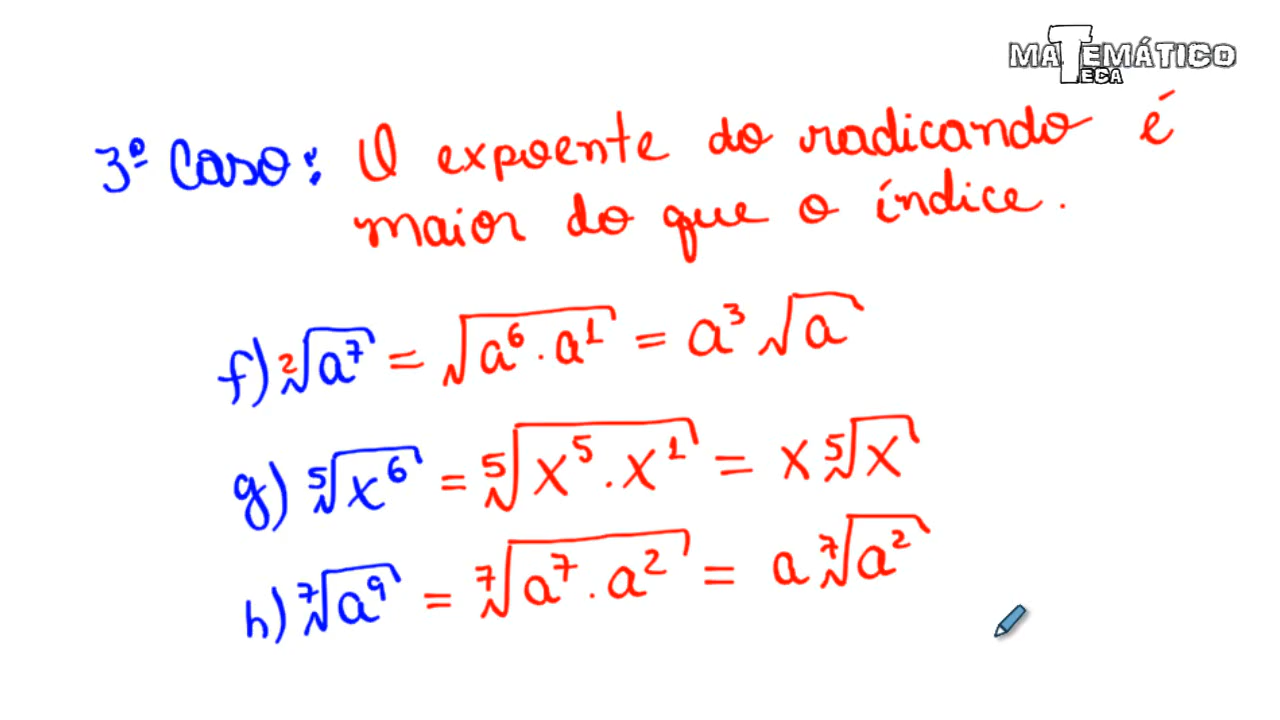 MATEMÁTICO
TECA
3º Caso: O expoente do radicando é
maior do que o índice.
f) ²√a⁷ = √a⁶·a¹ = a³ √a
g) ⁵√x⁶ = ⁵√x⁵·x¹ = x ⁵√x
h) ⁷√a⁹ = ⁷√a⁷·a² = a ⁷√a²